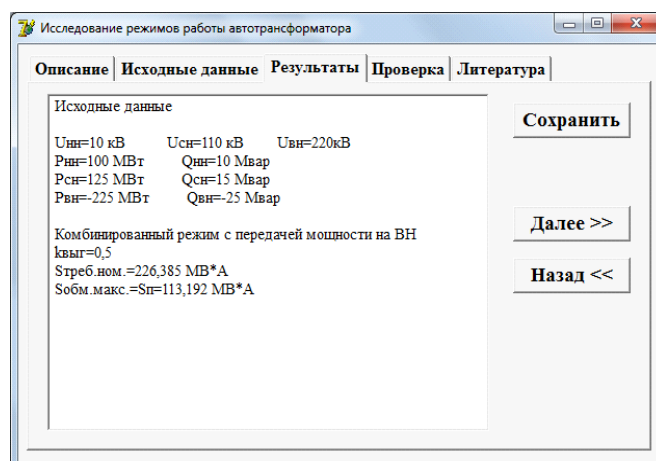 Исследование режимов работы автотрансформатора
Описание Исходные данные Результаты Проверка Литература
Исходные данные
Uнн=10 кВ Uсн=110 кВ Uвн=220кВ
Pнн=100 МВт Qнн=10 Мвар
Pсн=125 МВт Qсн=15 Мвар
Pвн=-225 МВт Qвн=-25 Мвар
Комбинированный режим с передачей мощности на ВН
kвыг=0,5
Sтреб.ном.=226,385 МВ*А
Sобм.макс.=Sп=113,192 МВ*А
Сохранить
Далее >>
Назад <<